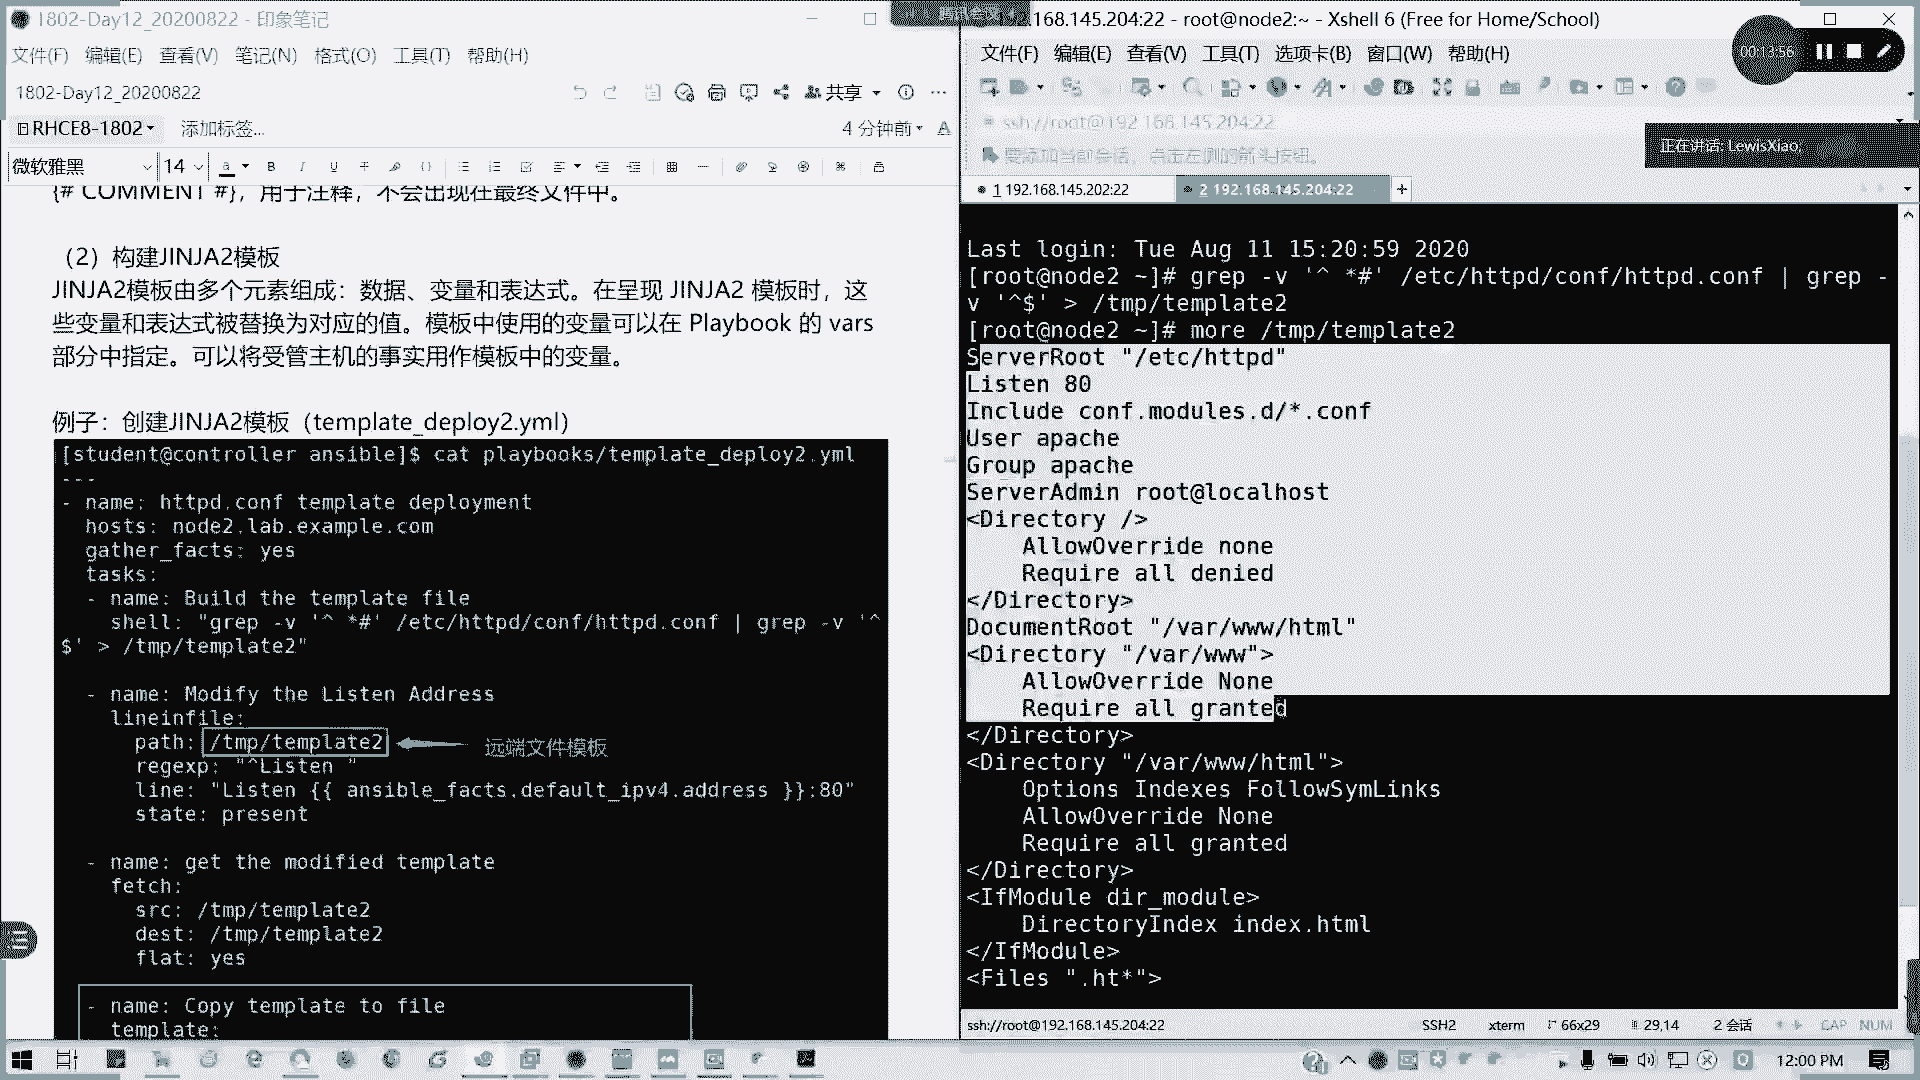 1802-Day12_20200822 - 印象笔记
文件(F) 编辑(E) 查看(V) 笔记(N) 格式(O) 工具(T) 帮助(H)
1802-Day12_20200822
共享
RHCE8-1802
添加标签...
4 分钟前
微软雅黑
14
{# COMMENT #}，用于注释，不会出现在最终文件中。
（2）构建JINJA2模板
JINJA2模板由多个元素组成：数据、变量和表达式。在呈现 JINJA2 模板时，这
些变量和表达式被替换为对应的值。模板中使用的变量可以在 Playbook 的 vars
部分中指定。可以将受管主机的事实用作模板中的变量。
例子：创建JINJA2模板（template_deploy2.yml）
[student@controller ansible]$ cat playbooks/template_deploy2.yml
---
- name: httpd.conf template deployment
  hosts: node2.lab.example.com
  gather_facts: yes
  tasks:
  - name: Build the template file
    shell: "grep -v '^ *#' /etc/httpd/conf/httpd.conf | grep -v '^
$' > /tmp/template2"
  - name: Modify the Listen Address
    lineinfile:
      path: /tmp/template2
远端文件模板
      regexp: "^Listen "
      line: "Listen {{ ansible_facts.default_ipv4.address }}:80"
      state: present
  - name: get the modified template
    fetch:
      src: /tmp/template2
      dest: /tmp/template2
      flat: yes
  - name: Copy template to file
    template:
168.145.204:22 - root@node2:~ - Xshell 6 (Free for Home/School)
文件(F) 编辑(E) 查看(V) 工具(T) 选项卡(B) 窗口(W) 帮助(H)
00:13:56
ssh://root@192.168.145.204:22
要添加当前会话，点击左侧的箭头按钮。
正在讲话: LewisXiao,
1 192.168.145.202:22
2 192.168.145.204:22
Last login: Tue Aug 11 15:20:59 2020
[root@node2 ~]# grep -v '^ *#' /etc/httpd/conf/httpd.conf | grep -
v '^$' > /tmp/template2
[root@node2 ~]# more /tmp/template2
ServerRoot "/etc/httpd"
Listen 80
Include conf.modules.d/*.conf
User apache
Group apache
ServerAdmin root@localhost
<Directory />
    AllowOverride none
    Require all denied
</Directory>
DocumentRoot "/var/www/html"
<Directory "/var/www">
    AllowOverride None
    Require all granted
</Directory>
<Directory "/var/www/html">
    Options Indexes FollowSymLinks
    AllowOverride None
    Require all granted
</Directory>
<IfModule dir_module>
    DirectoryIndex index.html
</IfModule>
<Files ".ht*">
ssh://root@192.168.145.204:22
SSH2
xterm
66x29
29,14
2 会话
CAP
NUM
12:00 PM